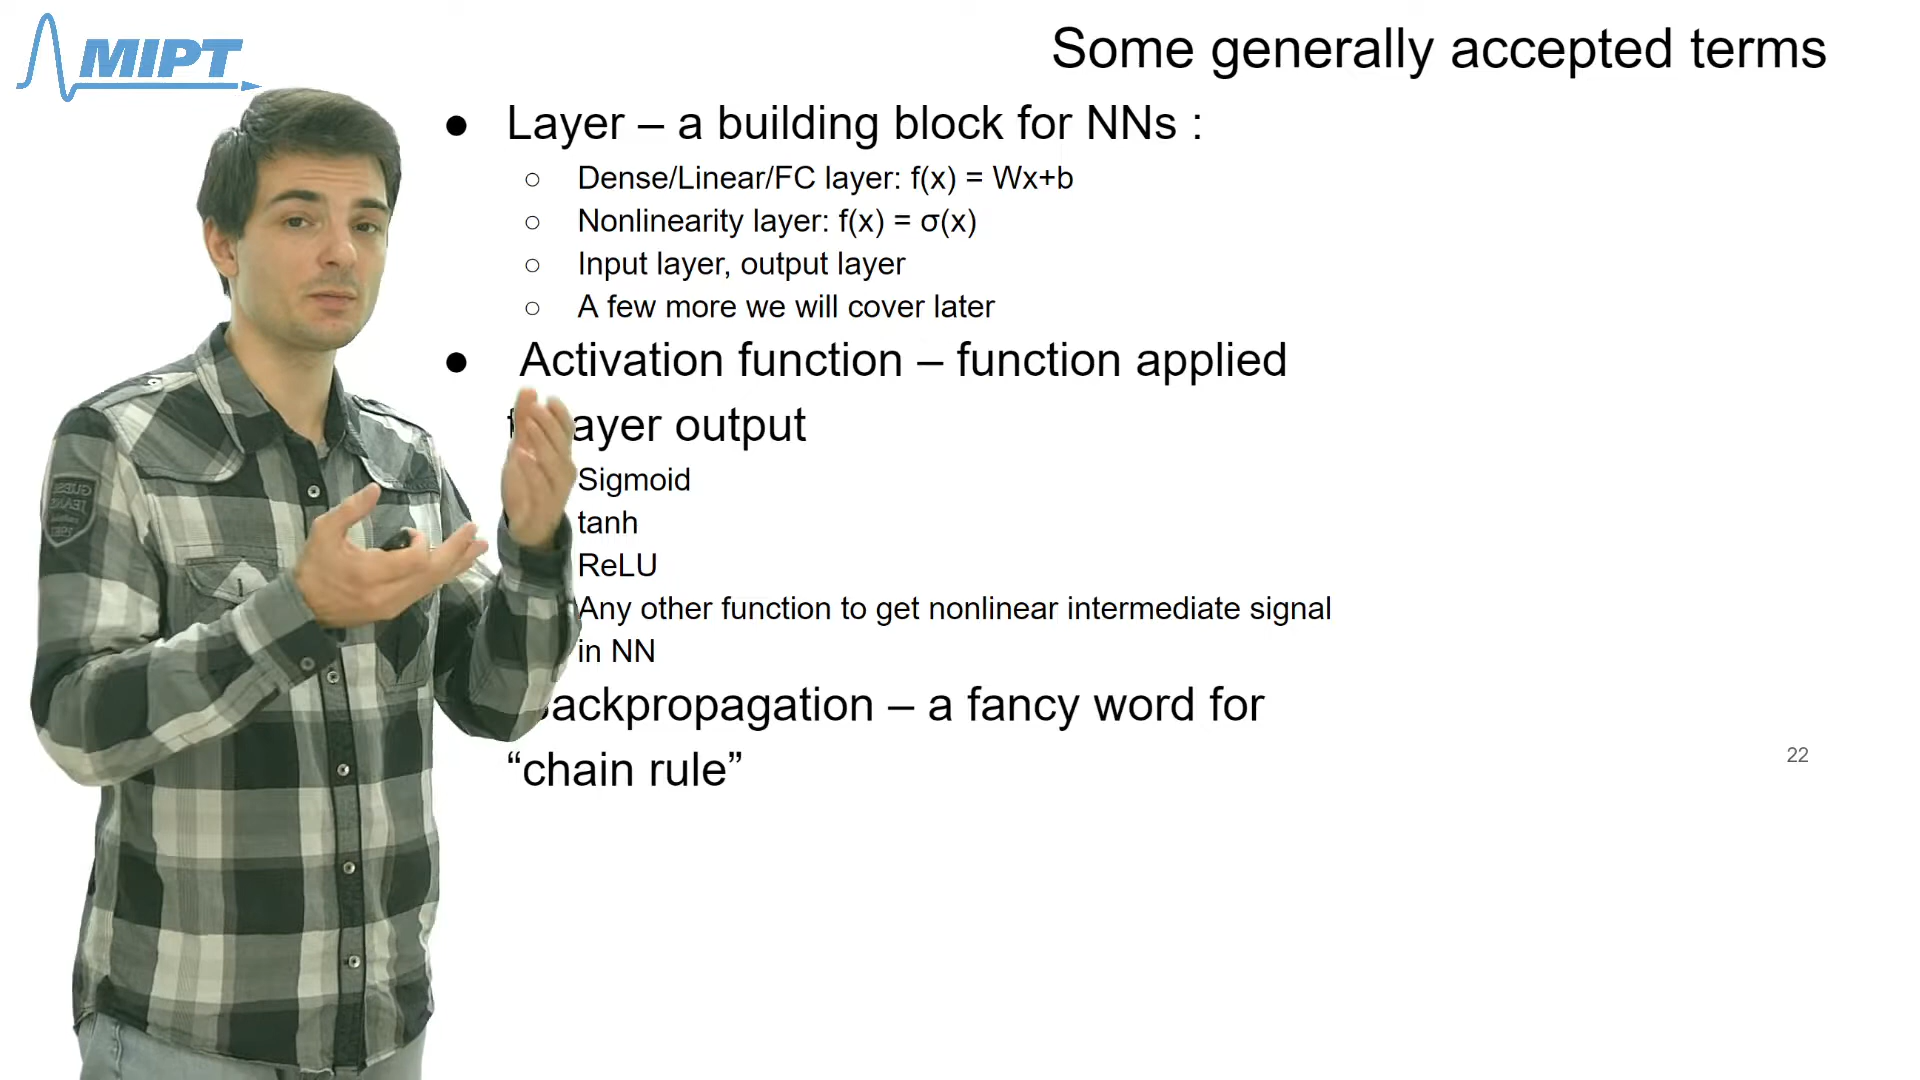 MIPT
Some generally accepted terms
● Layer – a building block for NNs :
○ Dense/Linear/FC layer: f(x) = Wx+b
○ Nonlinearity layer: f(x) = σ(x)
○ Input layer, output layer
○ A few more we will cover later
● Activation function – function applied
output
Sigmoid
tanh
ReLU
Any other function to get nonlinear intermediate signal
in NN
– a fancy word for
“chain rule”
22